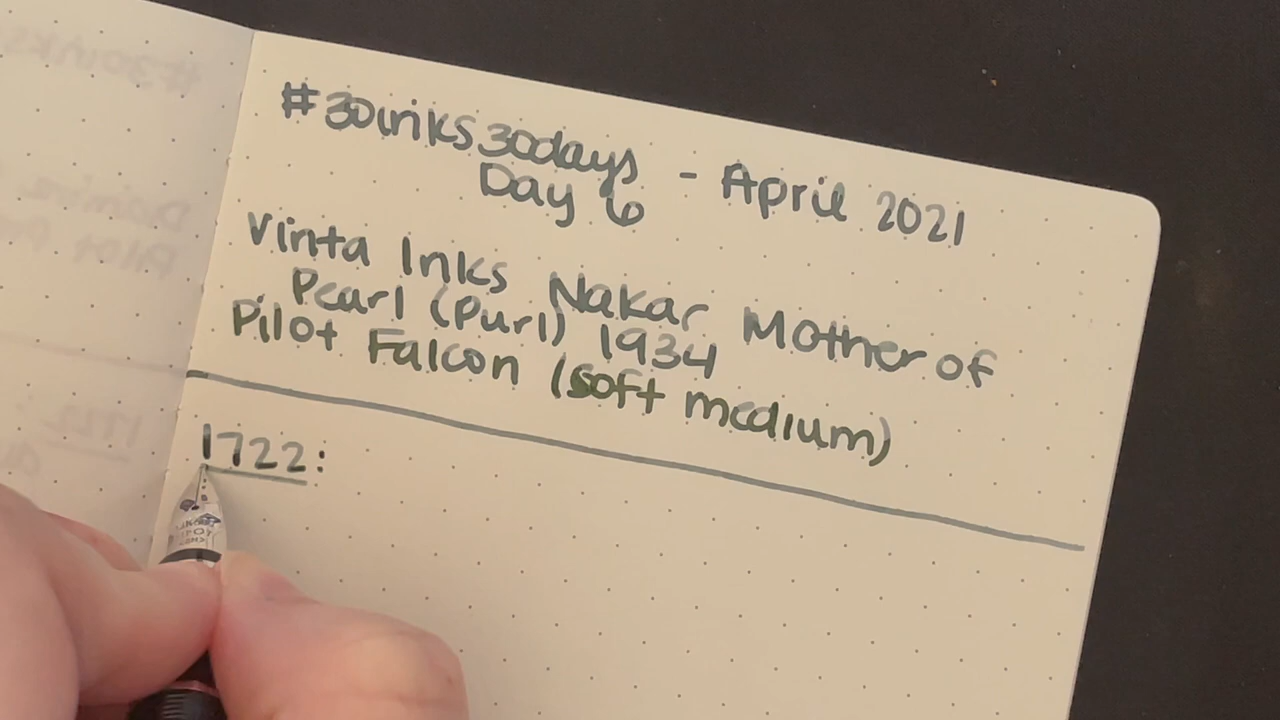 #30inks30days - April 2021
Day 6
Vinta Inks Nakar Mother of
Pearl (Purl) 1934
Pilot Falcon (soft medium)
1722: